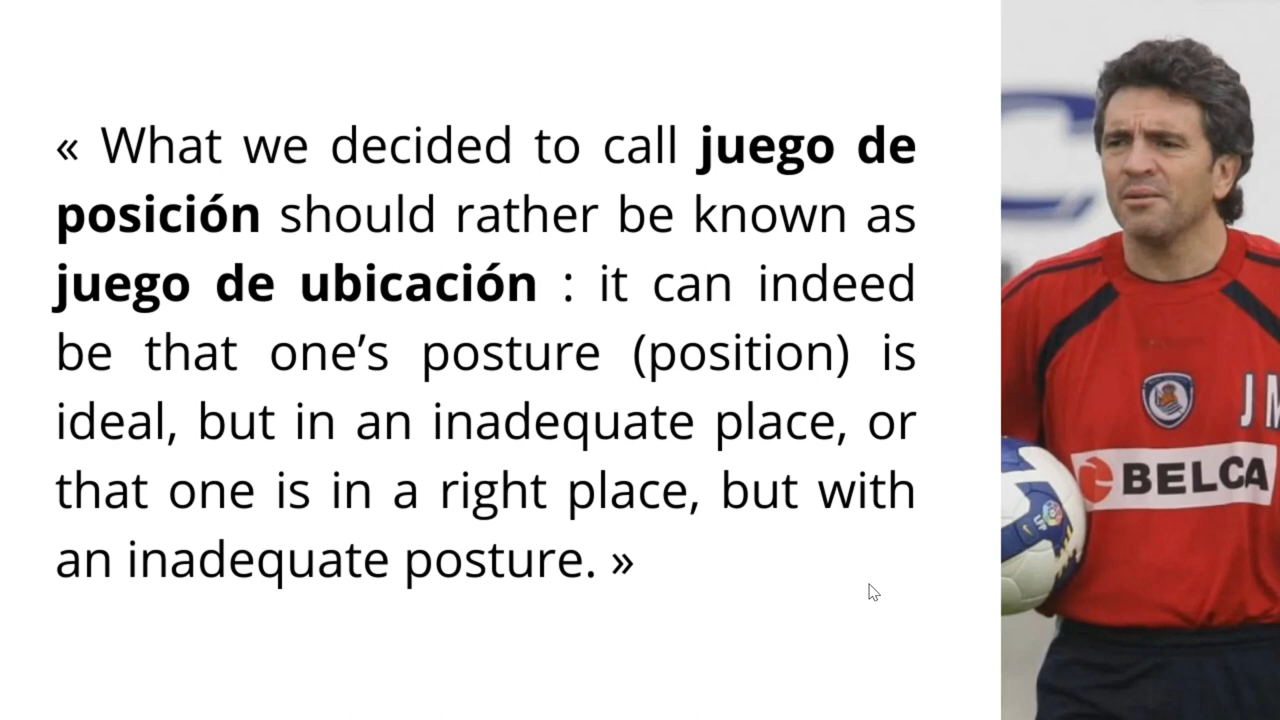 « What we decided to call juego de
posición should rather be known as
juego de ubicación : it can indeed
be that one’s posture (position) is
ideal, but in an inadequate place, or
that one is in a right place, but with
an inadequate posture. »
J M
BELCA